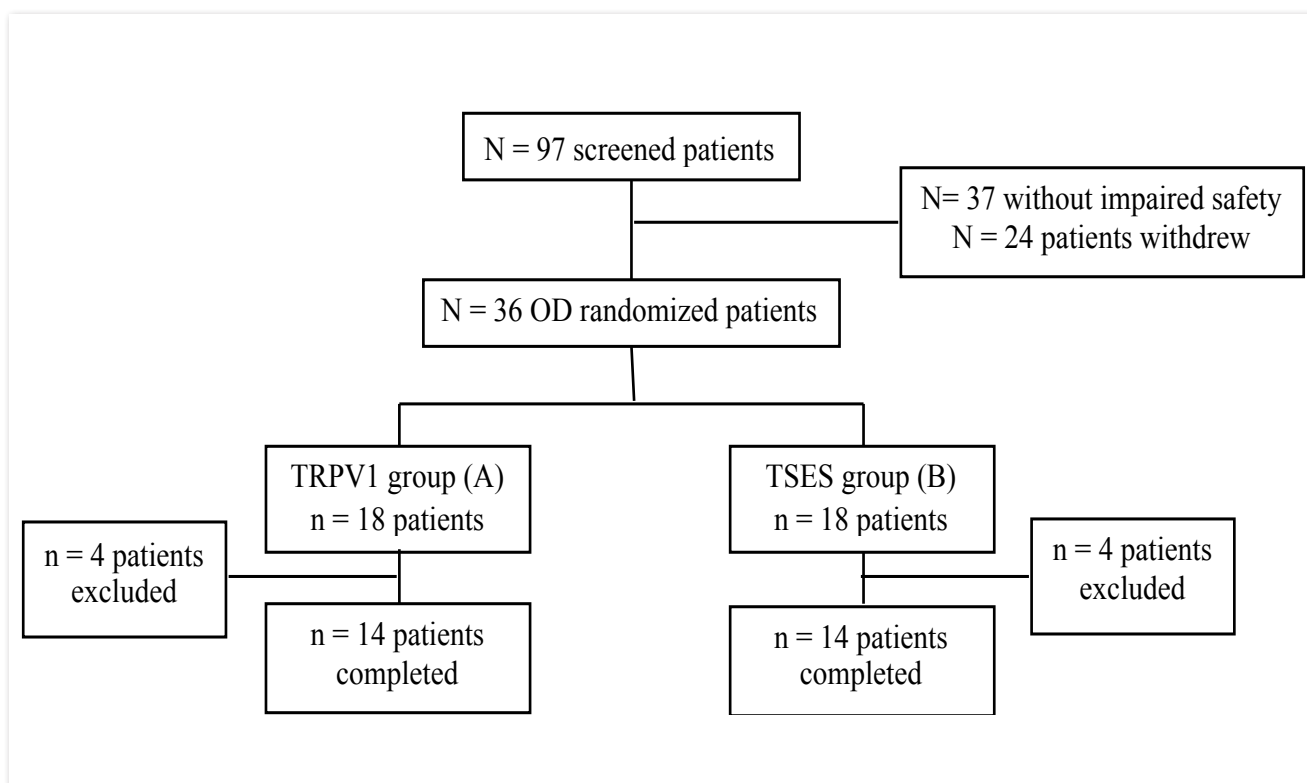 N = 97 screened patients
N= 37 without impaired safety
N = 24 patients withdrew
N = 36 OD randomized patients
TRPV1 group (A)
n = 18 patients
TSES group (B)
n = 18 patients
n = 4 patients
excluded
n = 4 patients
excluded
n = 14 patients
completed
n = 14 patients
completed